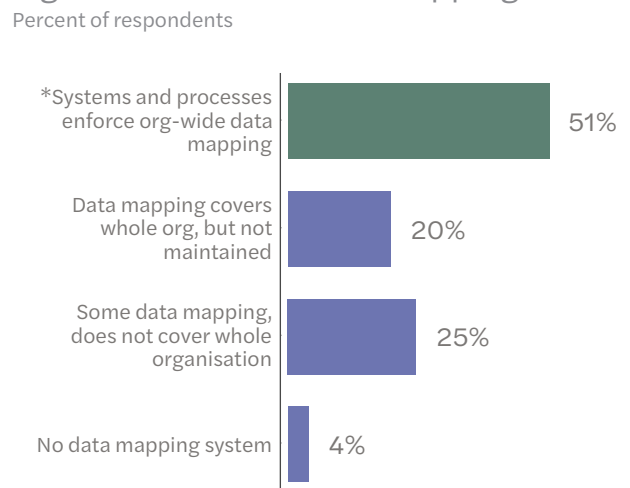 Percent of respondents
*Systems and processes
enforce org-wide data
mapping
51%
Data mapping covers
whole org, but not
maintained
20%
Some data mapping,
does not cover whole
organisation
25%
No data mapping system
4%